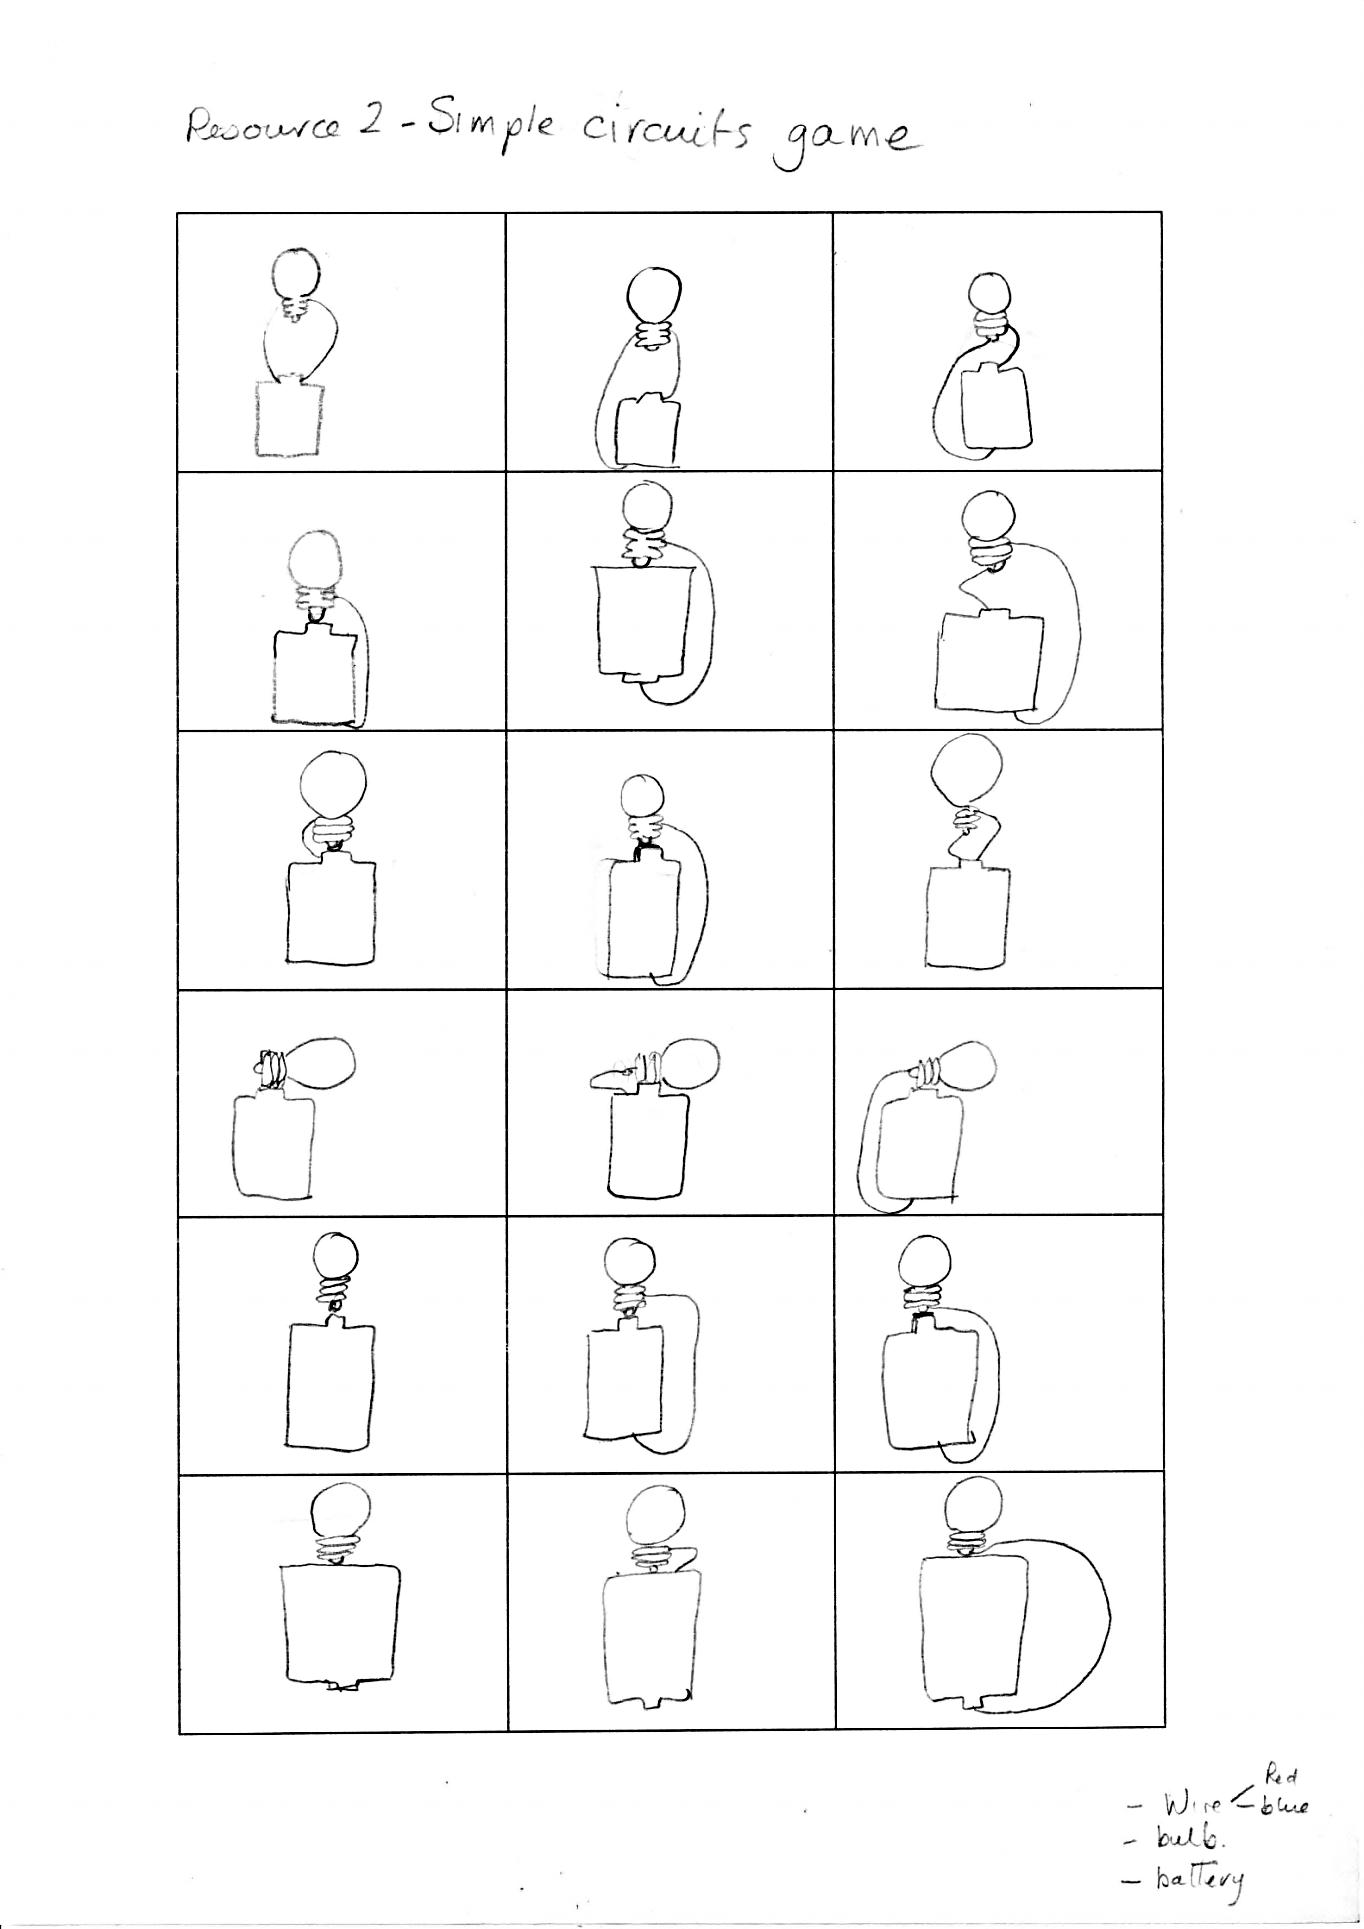 Resource 2 - Simple circuits game
Red
- Wire < blue
- bulb.
- battery